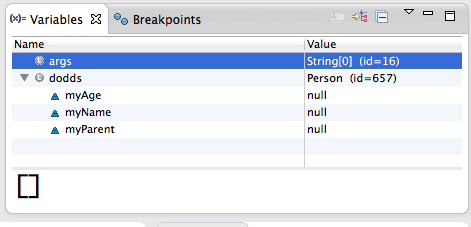 (x)= Variables Breakpoints
Name Value
args String[0] (id=16)
dodds Person (id=657)
myAge null
myName null
myParent null
[]